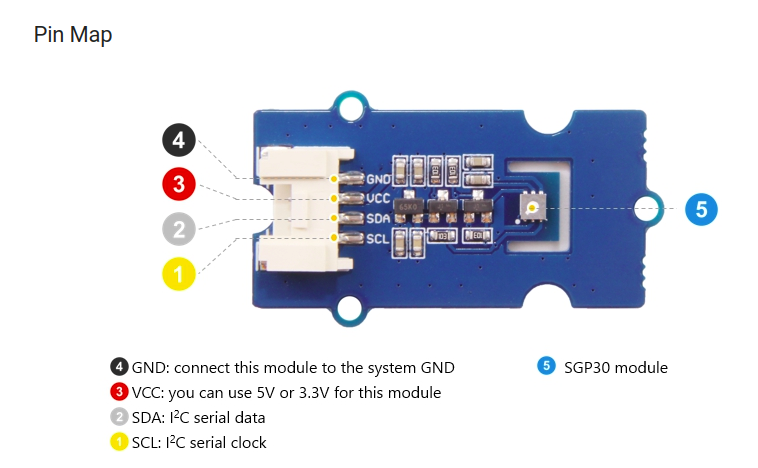 Pin Map
4
GND
3
VCC
5
2
SDA
SCL
1
4 GND: connect this module to the system GND
5 SGP30 module
3 VCC: you can use 5V or 3.3V for this module
2 SDA: I²C serial data
1 SCL: I²C serial clock